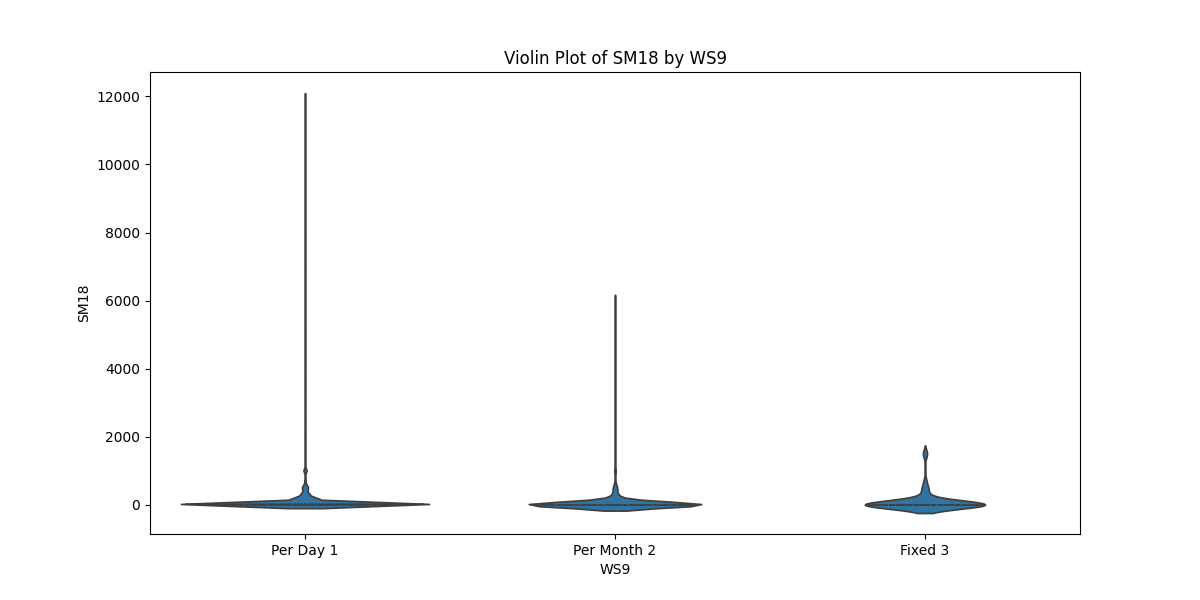 Violin Plot of SM18 by WS9
12000
10000
8000
6000
4000
2000
0
SM18
Per Day 1
Per Month 2
Fixed 3
WS9